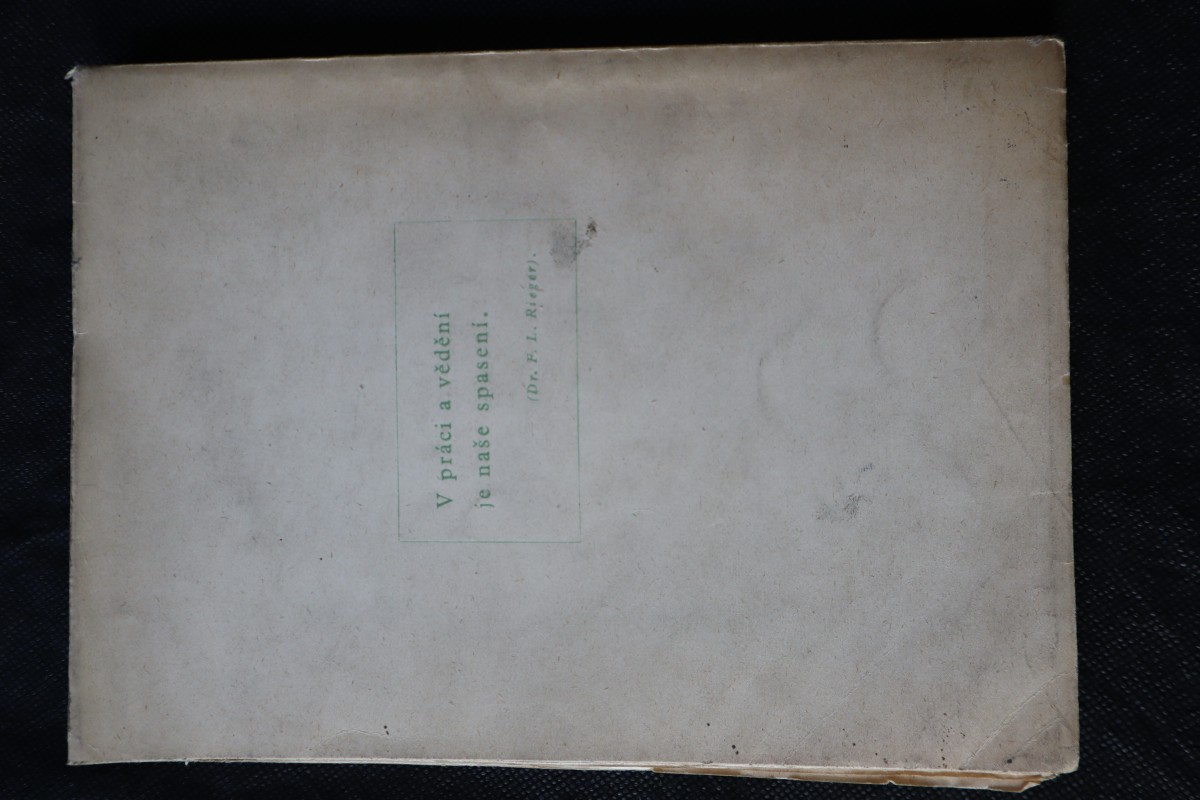 V práci a vědění
je naše spasení.
(Dr. F. L. Rieger).